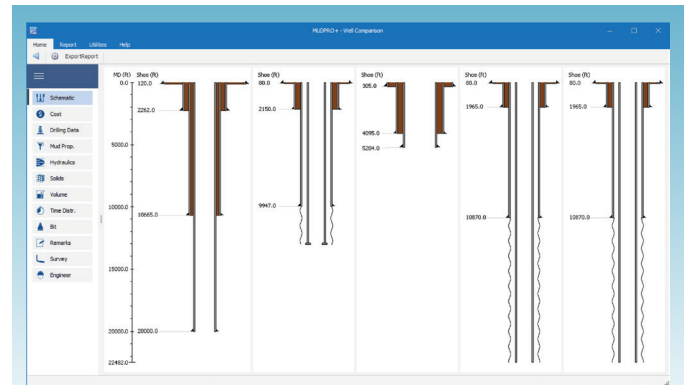 MUDPRO+ - Well Comparison
Home Report Utilities Help
ExportReport
Schematic
Cost
Drilling Data
Mud Prop.
Hydraulics
Solids
Volume
Time Distr.
Bit
Remarks
Survey
Engineer
MD (ft) Shoe (ft)
0.0 120.0
2262.0
5000.0
10000.0
10665.0
15000.0
20000.0 20000.0
22482.0
Shoe (ft)
80.0
2150.0
9947.0
Shoe (ft)
305.0
4095.0
5204.0
Shoe (ft)
80.0
1965.0
10870.0
Shoe (ft)
80.0
1965.0
10870.0